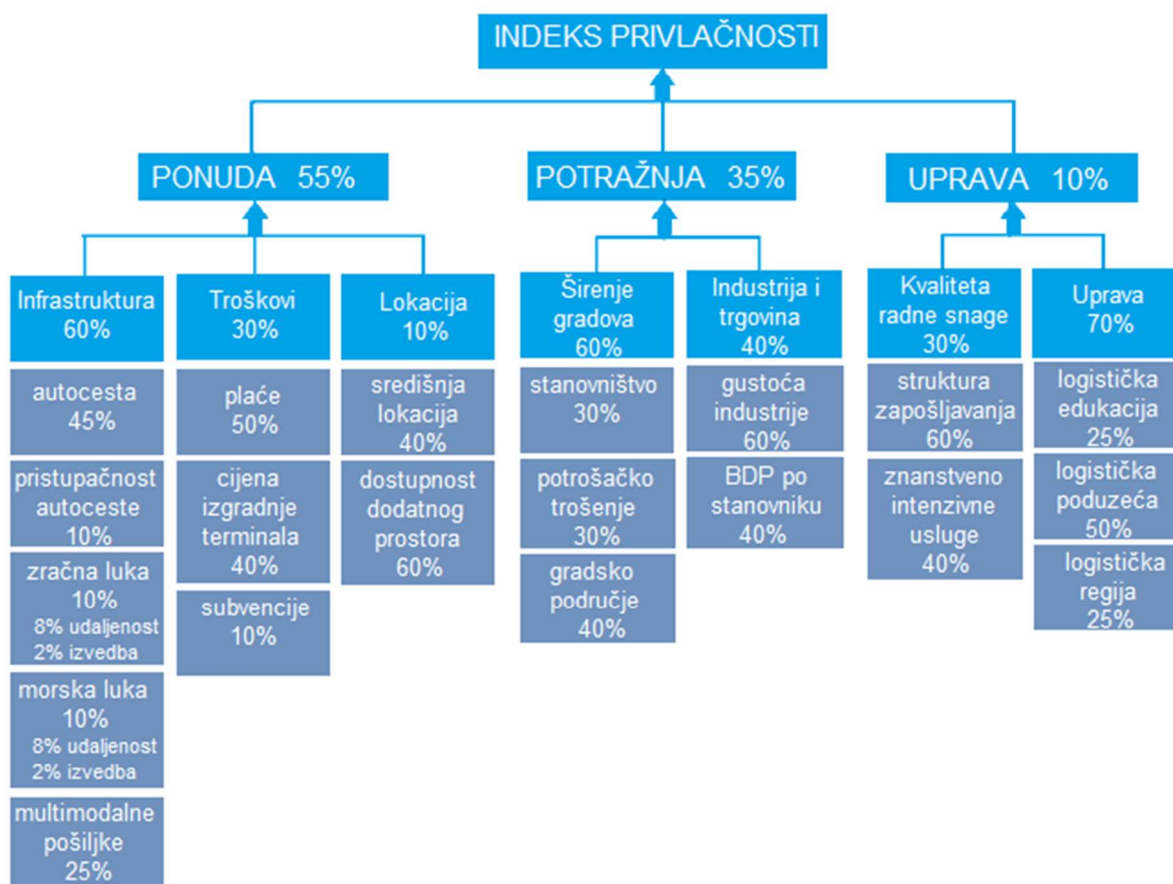 INDEKS PRIVLAČNOSTI
PONUDA 55%
POTRAŽNJA 35%
UPRAVA 10%
Infrastruktura
60%
Troškovi
30%
Lokacija
10%
Širenje
gradova
60%
Industrija i
trgovina
40%
Kvaliteta
radne snage
30%
Uprava
70%
autocesta
45%
pristupačnost
autoceste
10%
zračna luka
10%
8% udaljenost
2% izvedba
morska luka
10%
8% udaljenost
2% izvedba
multimodalne
pošiljke
25%
plaće
50%
cijena
izgradnje
terminala
40%
subvencije
10%
središnja
lokacija
40%
dostupnost
dodatnog
prostora
60%
stanovništvo
30%
potrošačko
trošenje
30%
gradsko
područje
40%
gustoća
industrije
60%
BDP po
stanovniku
40%
struktura
zapošljavanja
60%
znanstveno
intenzivne
usluge
40%
logistička
edukacija
25%
logistička
poduzeća
50%
logistička
regija
25%